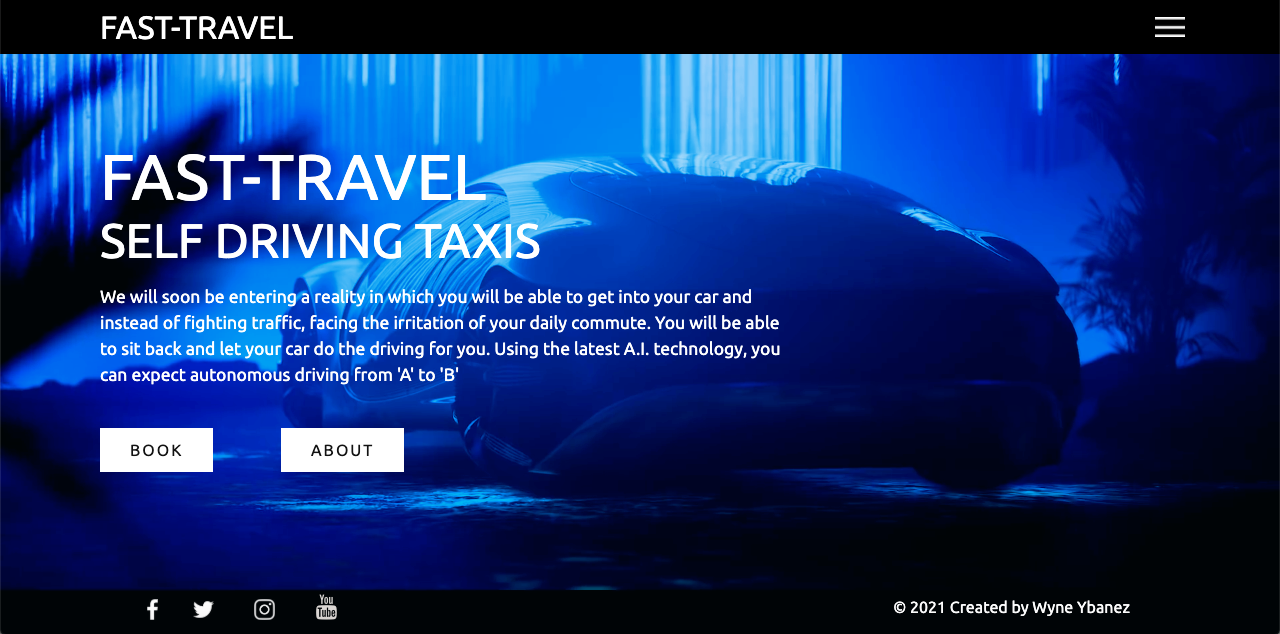 FAST-TRAVEL
FAST-TRAVEL
SELF DRIVING TAXIS
We will soon be entering a reality in which you will be able to get into your car and
instead of fighting traffic, facing the irritation of your daily commute. You will be able
to sit back and let your car do the driving for you. Using the latest A.I. technology, you
can expect autonomous driving from 'A' to 'B'
BOOK ABOUT
You
Tube
© 2021 Created by Wyne Ybanez